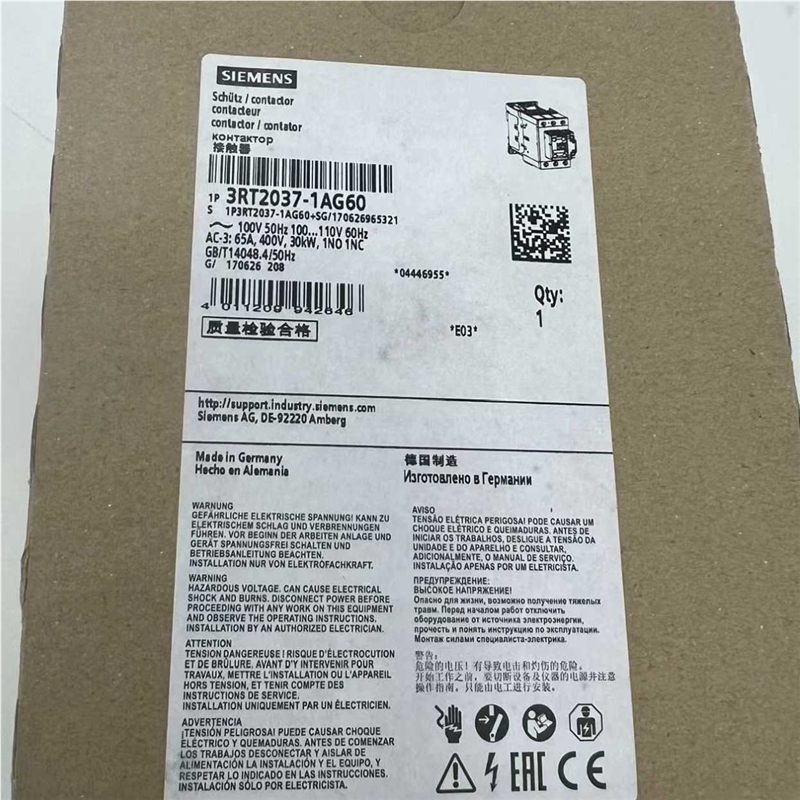 SIEMENS
Schütz / contactor
contacteur
contactor / contator
контактор
接触器
1P 3RT2037-1AG60
S 1P3RT2037-1AG60+SG/170626965321
100V 50Hz 100...110V 60Hz
AC-3: 65A, 400V, 30kW, 1NO 1NC
GB/T14048.4/50Hz
G/ 170626 208
*04446955*
4 011209 942646
Qty:
1
质量检验合格
*E03*
http://support.industry.siemens.com
Siemens AG, DE-92220 Amberg
Made in Germany
Hecho en Alemania
德国制造
Изготовлено в Германии
WARNUNG
GEFÄHRLICHE ELEKTRISCHE SPANNUNG! KANN ZU
ELEKTRISCHEM SCHLAG UND VERBRENNUNGEN
FÜHREN. VOR BEGINN DER ARBEITEN ANLAGE UND
GERÄT SPANNUNGSFREI SCHALTEN UND
BETRIEBSANLEITUNG BEACHTEN.
INSTALLATION NUR VON ELEKTROFACHKRAFT.
WARNING
HAZARDOUS VOLTAGE. CAN CAUSE ELECTRICAL
SHOCK AND BURNS. DISCONNECT POWER BEFORE
PROCEEDING WITH ANY WORK ON THIS EQUIPMENT
AND OBSERVE THE OPERATING INSTRUCTIONS.
INSTALLATION BY AN AUTHORIZED ELECTRICIAN.
ATTENTION
TENSION DANGEREUSE ! RISQUE D'ÉLECTROCUTION
ET DE BRÛLURE. AVANT D'Y INTERVENIR POUR
TRAVAUX, METTRE L'INSTALLATION OU L'APPAREIL
HORS TENSION, ET TENIR COMPTE DES
INSTRUCTIONS DE SERVICE.
INSTALLATION UNIQUEMENT PAR UN ÉLECTRICIEN.
ADVERTENCIA
¡TENSIÓN PELIGROSA! PUEDE CAUSAR CHOQUE
ELÉCTRICO Y QUEMADURAS. ANTES DE COMENZAR
LOS TRABAJOS DESCONECTAR Y AISLAR DE
ALIMENTACIÓN LA INSTALACIÓN Y EL EQUIPO, Y
RESPETAR LO INDICADO EN LAS INSTRUCCIONES.
INSTALACIÓN SÓLO POR ELECTRICISTA.
AVISO
TENSÃO ELÉTRICA PERIGOSA! PODE CAUSAR UM
CHOQUE ELÉTRICO E QUEIMADURAS. ANTES DE
INICIAR OS TRABALHOS, DESLIGUE A TENSÃO DA
UNIDADE E DO APARELHO E CONSULTAR,
ADICIONALMENTE, O MANUAL DE SERVIÇO.
INSTALAÇÃO APENAS POR UM ELETRICISTA.
ПРЕДУПРЕЖДЕНИЕ:
ВЫСОКОЕ НАПРЯЖЕНИЕ!
Опасно для жизни, возможно получение тяжелых
травм. Перед началом работ отключить
оборудование от источника электроэнергии,
прочесть и понять инструкцию по эксплуатации.
Монтаж силами специалиста-электрика.
警告:
危险的电压! 有导致电击和灼伤的危险。
开始工作之前, 要切断设备及仪器的电源并注意
操作指南。只能由电工进行安装。
EAC CE